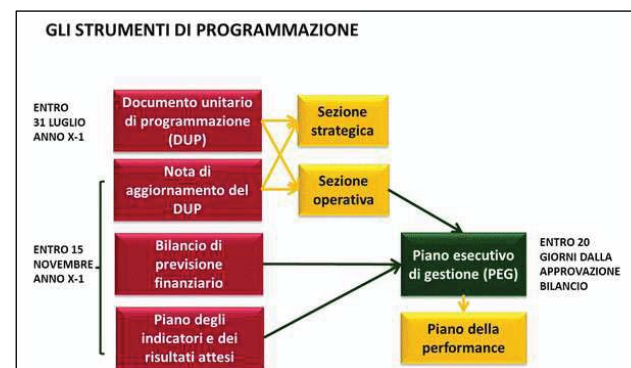 GLI STRUMENTI DI PROGRAMMAZIONE
ENTRO
31 LUGLIO
ANNO X-1
Documento unitario
di programmazione
(DUP)
Sezione
strategica
Nota di
aggiornamento del
DUP
Sezione
operativa
ENTRO 15
NOVEMBRE
ANNO X-1
Bilancio di
previsione
finanziario
Piano esecutivo
di gestione (PEG)
ENTRO 20
GIORNI DALLA
APPROVAZIONE
BILANCIO
Piano degli
indicatori e dei
risultati attesi
Piano della
performance